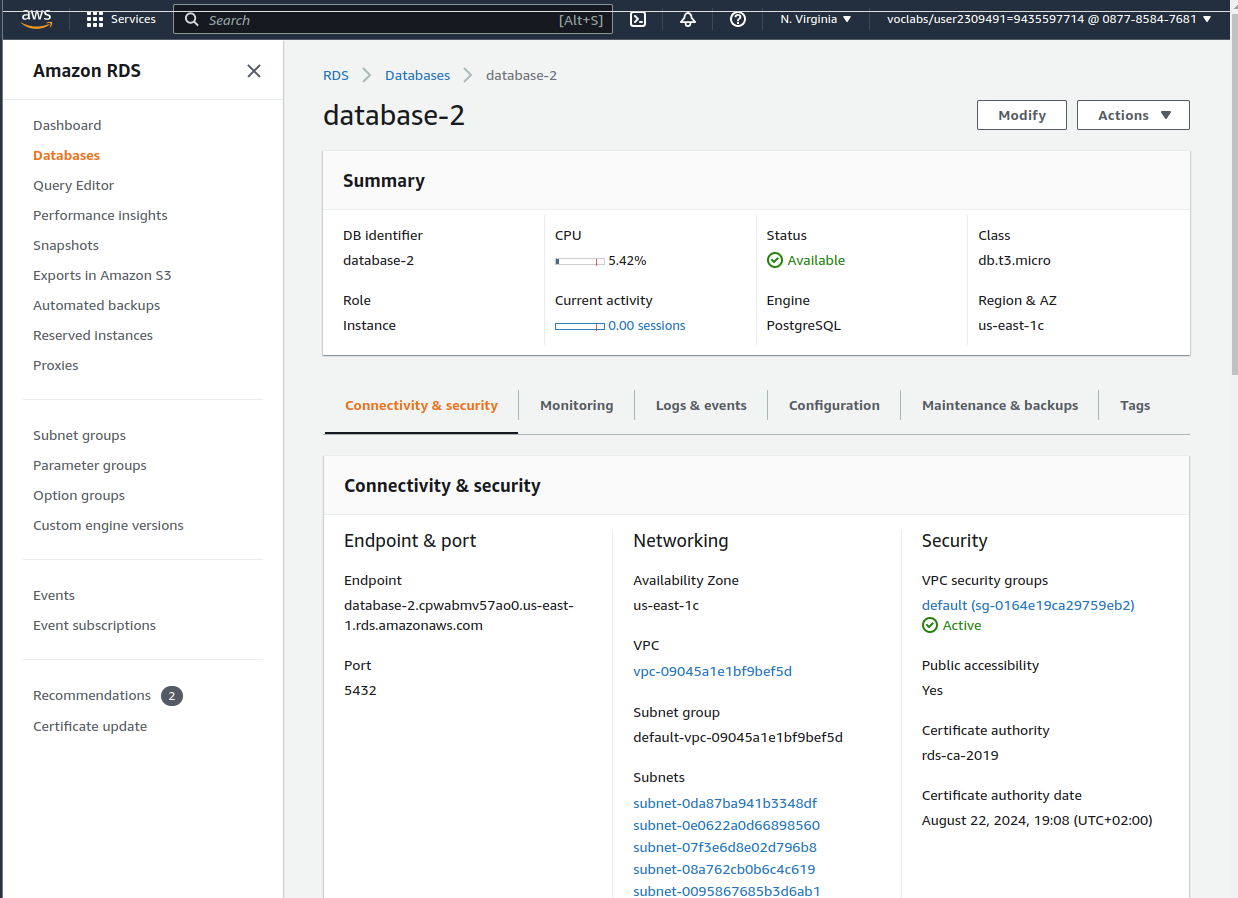 aws
Services
Search [Alt+S]
N. Virginia
voclabs/user2309491=9435597714 @ 0877-8584-7681
Amazon RDS
Dashboard
Databases
Query Editor
Performance insights
Snapshots
Exports in Amazon S3
Automated backups
Reserved instances
Proxies
Subnet groups
Parameter groups
Option groups
Custom engine versions
Events
Event subscriptions
Recommendations 2
Certificate update
RDS Databases database-2
database-2
Modify
Actions
Summary
DB identifier
database-2
CPU
5.42%
Status
Available
Class
db.t3.micro
Role
Instance
Current activity
0.00 sessions
Engine
PostgreSQL
Region & AZ
us-east-1c
Connectivity & security
Monitoring
Logs & events
Configuration
Maintenance & backups
Tags
Connectivity & security
Endpoint & port
Endpoint
database-2.cpwabmv57ao0.us-east-
1.rds.amazonaws.com
Port
5432
Networking
Availability Zone
us-east-1c
VPC
vpc-09045a1e1bf9bef5d
Subnet group
default-vpc-09045a1e1bf9bef5d
Subnets
subnet-0da87ba941b3348df
subnet-0e0622a0d66898560
subnet-07f3e6d8e02d796b8
subnet-08a762cb0b6c4c619
subnet-0095867685b3d6ab1
Security
VPC security groups
default (sg-0164e19ca29759eb2)
Active
Public accessibility
Yes
Certificate authority
rds-ca-2019
Certificate authority date
August 22, 2024, 19:08 (UTC+02:00)